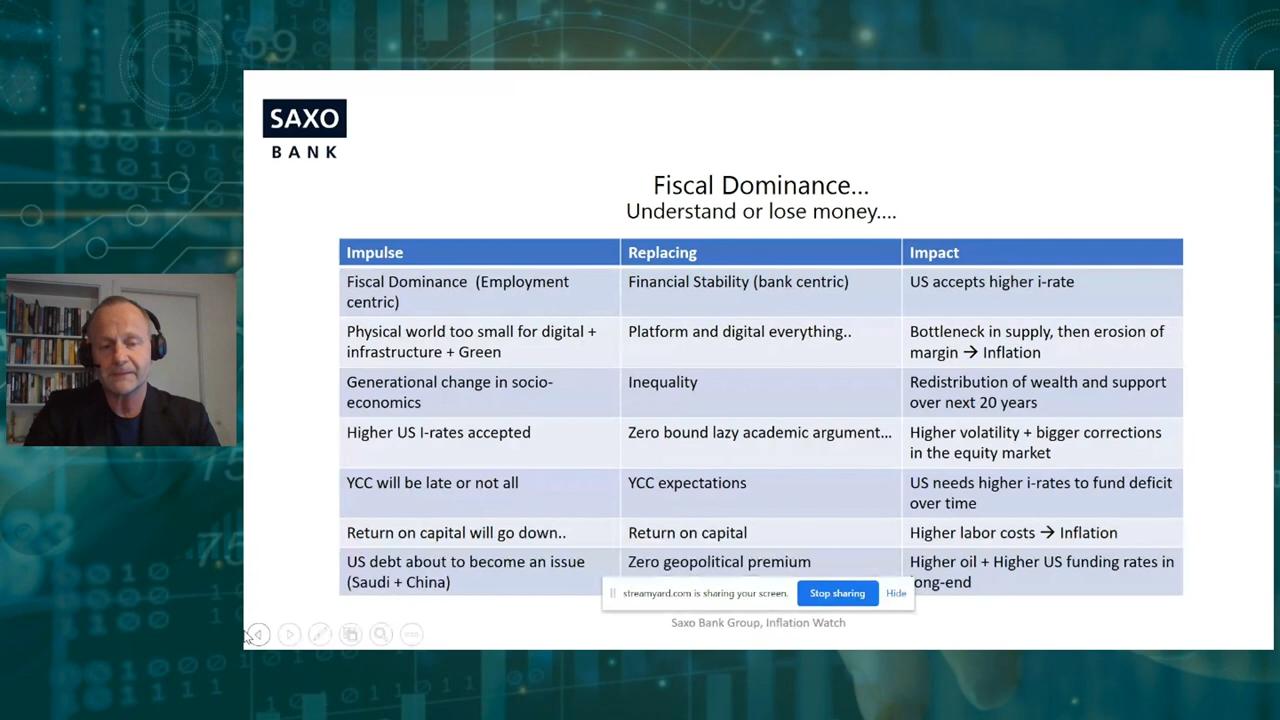 SAXO
BANK
Fiscal Dominance...
Understand or lose money....
Impulse
Replacing
Impact
Fiscal Dominance (Employment
centric)
Financial Stability (bank centric)
US accepts higher i-rate
Physical world too small for digital +
infrastructure + Green
Platform and digital everything..
Bottleneck in supply, then erosion of
margin → Inflation
Generational change in socio-
economics
Inequality
Redistribution of wealth and support
over next 20 years
Higher US I-rates accepted
Zero bound lazy academic argument...
Higher volatility + bigger corrections
in the equity market
YCC will be late or not all
YCC expectations
US needs higher i-rates to fund deficit
over time
Return on capital will go down..
Return on capital
Higher labor costs → Inflation
US debt about to become an issue
(Saudi + China)
Zero geopolitical premium
Higher oil + Higher US funding rates in
long-end
streamyard.com is sharing your screen.
Stop sharing
Hide
Saxo Bank Group, Inflation Watch